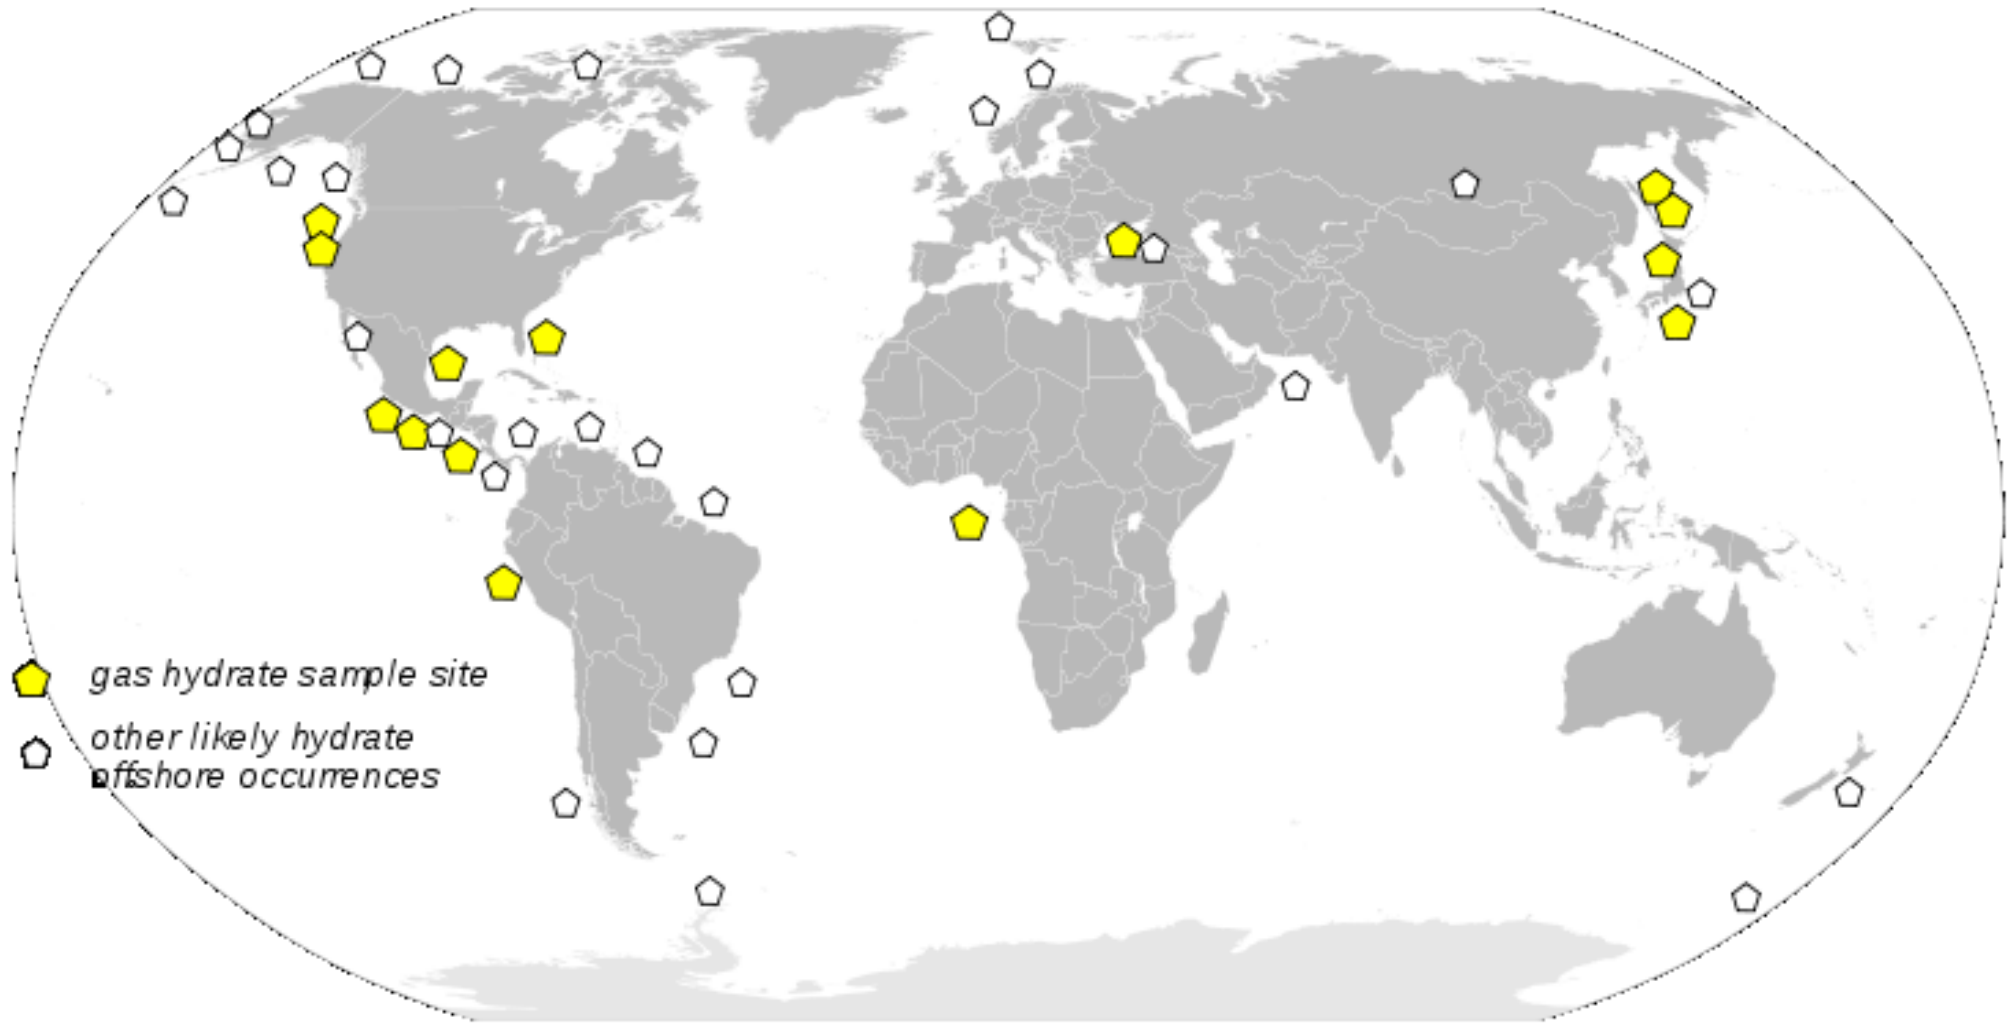 gas hydrate sample site
other likely hydrate
offshore occurrences